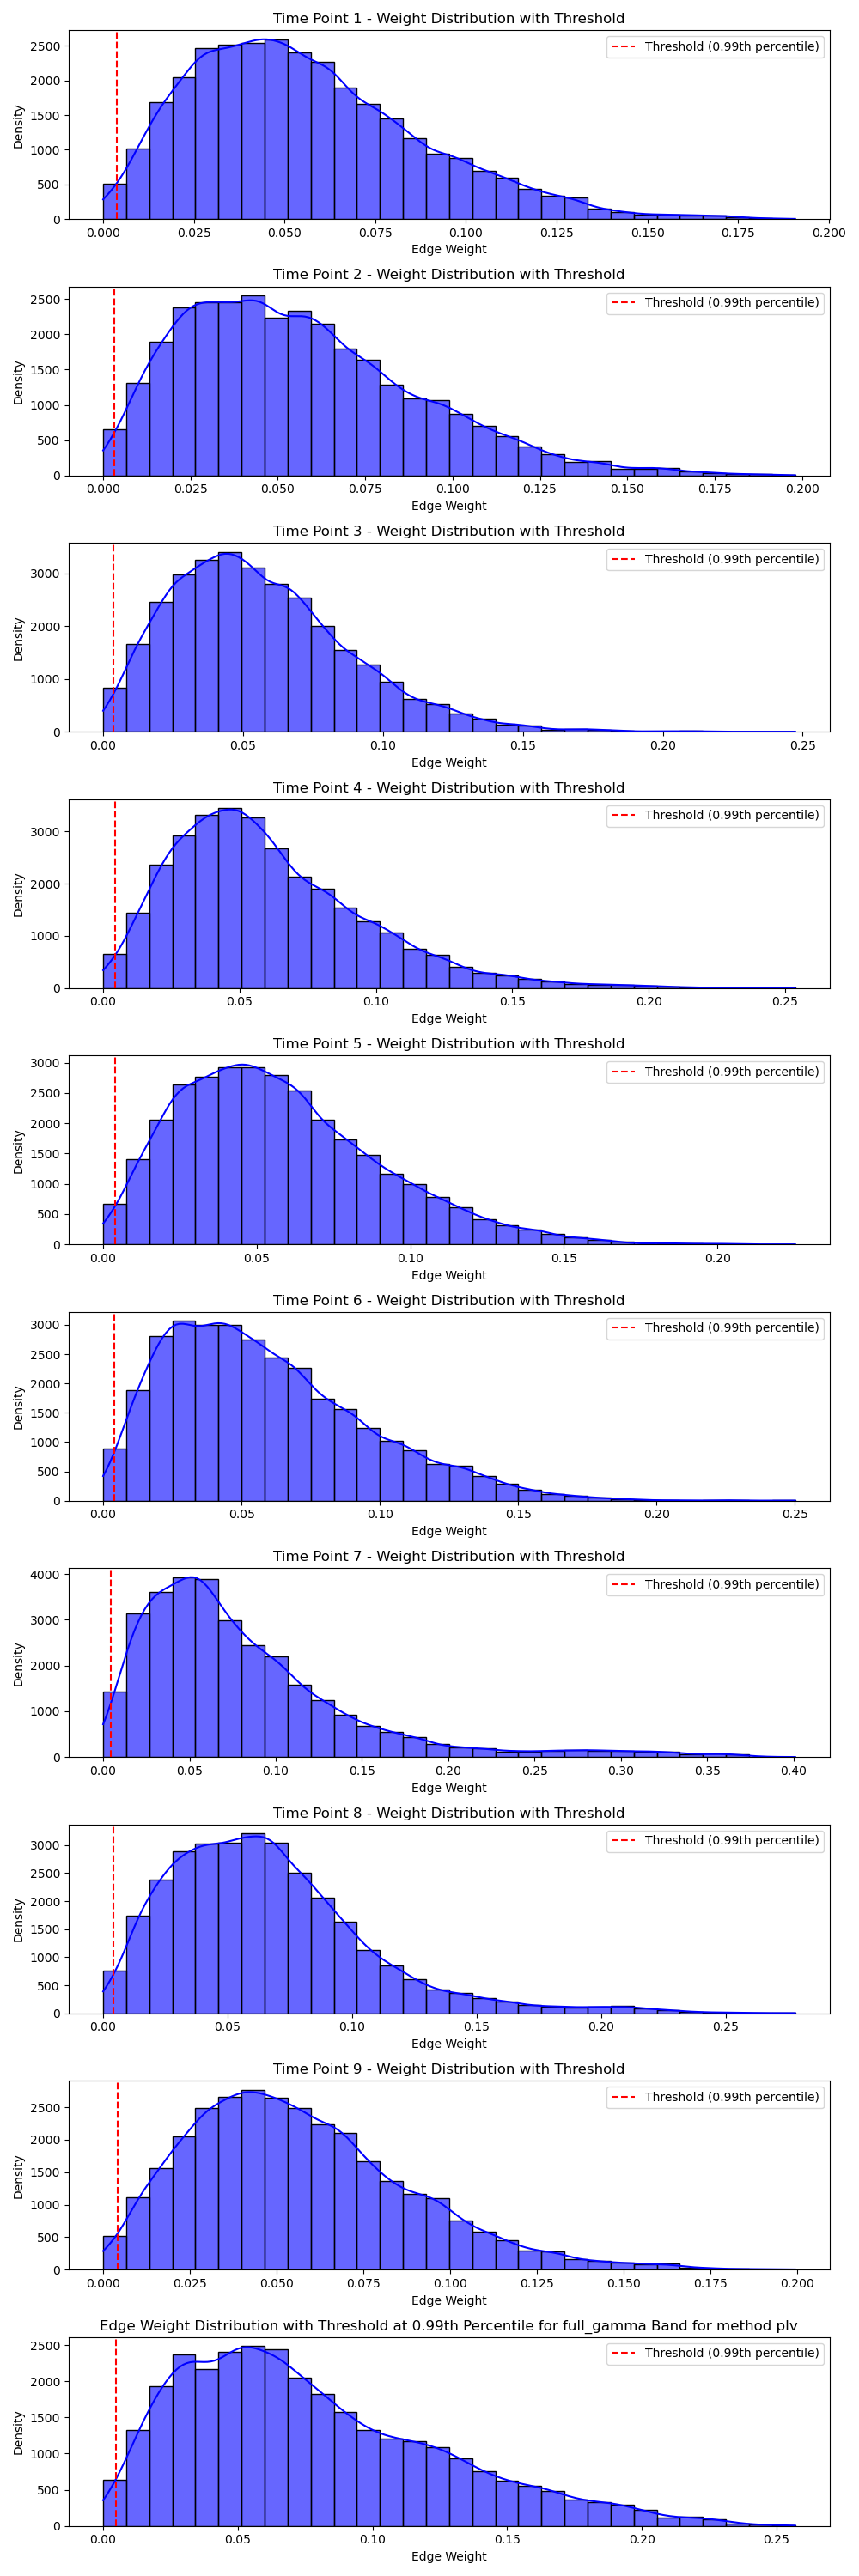 Time Point 1 - Weight Distribution with Threshold
Threshold (0.99th percentile)
Density
2500
2000
1500
1000
500
0
0.000 0.025 0.050 0.075 0.100 0.125 0.150 0.175 0.200
Edge Weight
Time Point 2 - Weight Distribution with Threshold
Threshold (0.99th percentile)
Density
2500
2000
1500
1000
500
0
0.000 0.025 0.050 0.075 0.100 0.125 0.150 0.175 0.200
Edge Weight
Time Point 3 - Weight Distribution with Threshold
Threshold (0.99th percentile)
Density
3000
2000
1000
0
0.00 0.05 0.10 0.15 0.20 0.25
Edge Weight
Time Point 4 - Weight Distribution with Threshold
Threshold (0.99th percentile)
Density
3000
2000
1000
0
0.00 0.05 0.10 0.15 0.20 0.25
Edge Weight
Time Point 5 - Weight Distribution with Threshold
Threshold (0.99th percentile)
Density
3000
2500
2000
1500
1000
500
0
0.00 0.05 0.10 0.15 0.20
Edge Weight
Time Point 6 - Weight Distribution with Threshold
Threshold (0.99th percentile)
Density
3000
2500
2000
1500
1000
500
0
0.00 0.05 0.10 0.15 0.20 0.25
Edge Weight
Time Point 7 - Weight Distribution with Threshold
Threshold (0.99th percentile)
Density
4000
3000
2000
1000
0
0.00 0.05 0.10 0.15 0.20 0.25 0.30 0.35 0.40
Edge Weight
Time Point 8 - Weight Distribution with Threshold
Threshold (0.99th percentile)
Density
3000
2500
2000
1500
1000
500
0
0.00 0.05 0.10 0.15 0.20 0.25
Edge Weight
Time Point 9 - Weight Distribution with Threshold
Threshold (0.99th percentile)
Density
2500
2000
1500
1000
500
0
0.000 0.025 0.050 0.075 0.100 0.125 0.150 0.175 0.200
Edge Weight
Edge Weight Distribution with Threshold at 0.99th Percentile for full_gamma Band for method plv
Threshold (0.99th percentile)
Density
2500
2000
1500
1000
500
0
0.00 0.05 0.10 0.15 0.20 0.25
Edge Weight